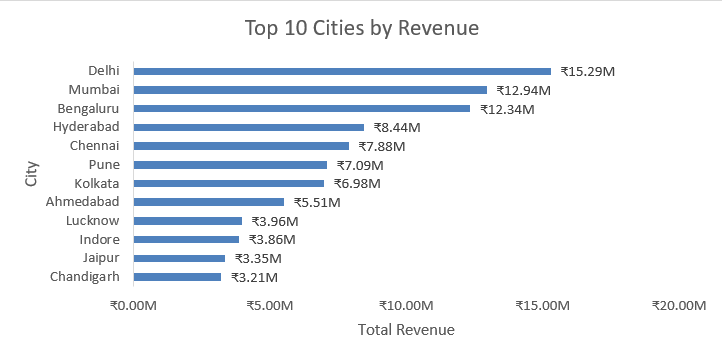 Top 10 Cities by Revenue
City
Delhi ₹15.29M
Mumbai ₹12.94M
Bengaluru ₹12.34M
Hyderabad ₹8.44M
Chennai ₹7.88M
Pune ₹7.09M
Kolkata ₹6.98M
Ahmedabad ₹5.51M
Lucknow ₹3.96M
Indore ₹3.86M
Jaipur ₹3.35M
Chandigarh ₹3.21M
₹0.00M ₹5.00M ₹10.00M ₹15.00M ₹20.00M
Total Revenue